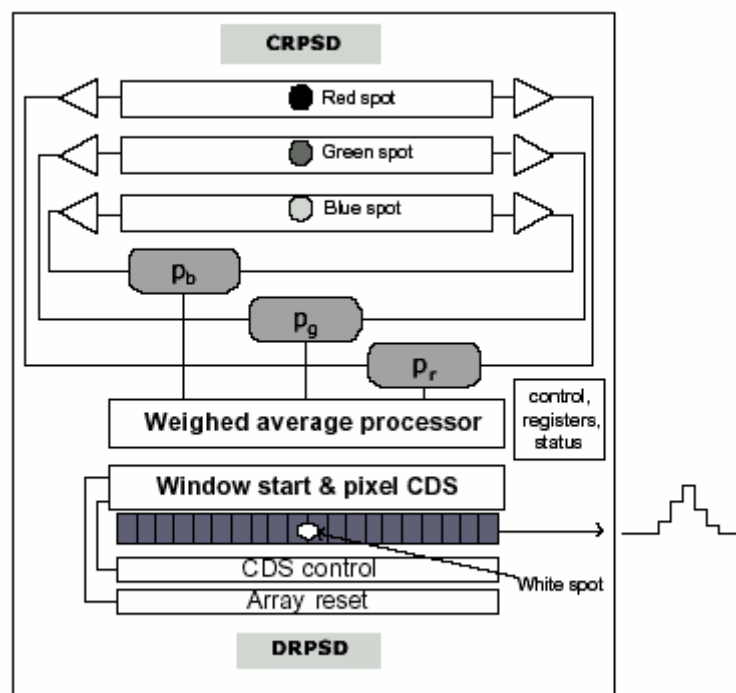 CRPSD
Red spot
Green spot
Blue spot
pb
pg
pr
control,
registers,
status
Weighed average processor
Window start & pixel CDS
CDS control
White spot
Array reset
DRPSD